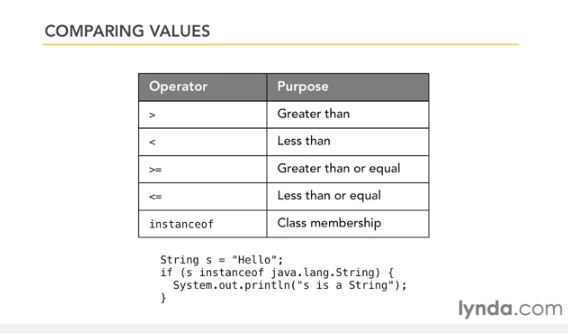 COMPARING VALUES
Operator Purpose
> Greater than
< Less than
>= Greater than or equal
<= Less than or equal
instanceof Class membership
String s = "Hello";
if (s instanceof java.lang.String) {
System.out.println("s is a String");
}
lynda.com